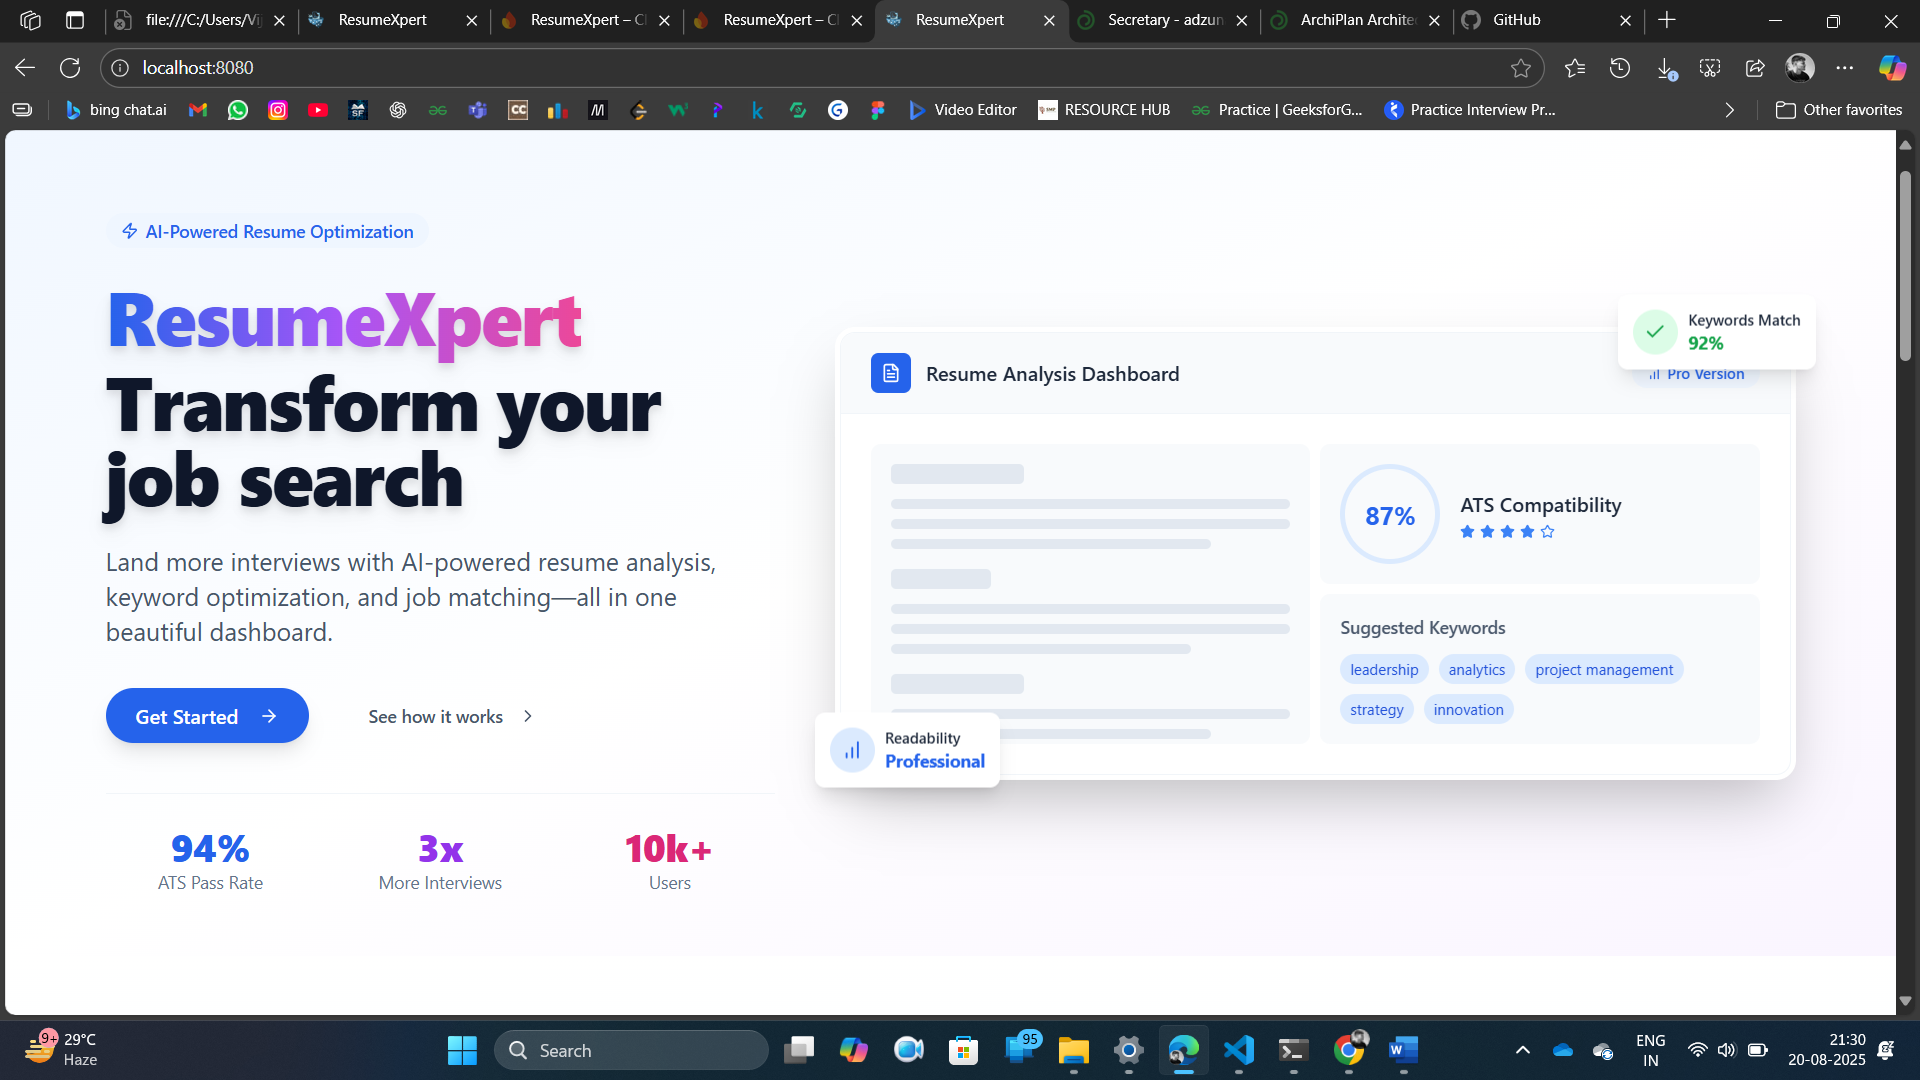 file:///C:/Users/Vij
ResumeXpert
ResumeXpert – Cl
ResumeXpert – Cl
ResumeXpert
Secretary - adzun
ArchiPlan Architec
GitHub
localhost:8080
bing chat.ai
Video Editor
RESOURCE HUB
Practice | GeeksforG...
Practice Interview Pr...
Other favorites
AI-Powered Resume Optimization
ResumeXpert
Transform your
job search
Land more interviews with AI-powered resume analysis,
keyword optimization, and job matching—all in one
beautiful dashboard.
Get Started
See how it works
94%
ATS Pass Rate
3x
More Interviews
10k+
Users
Resume Analysis Dashboard
Keywords Match
92%
Pro Version
87%
ATS Compatibility
Suggested Keywords
leadership
analytics
project management
strategy
innovation
Readability
Professional
9+
29°C
Haze
Search
95
ENG
IN
21:30
20-08-2025